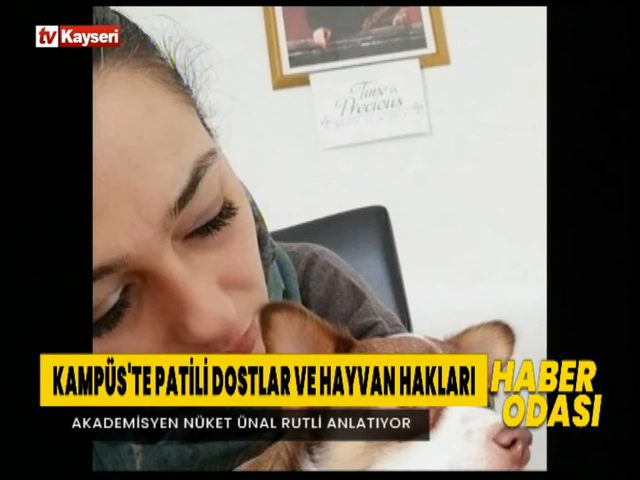 tv Kayseri
Time is
Precious
KAMPÜS'TE PATİLİ DOSTLAR VE HAYVAN HAKLARI
HABER
ODASI
AKADEMİSYEN NÜKET ÜNAL RUTLİ ANLATIYOR